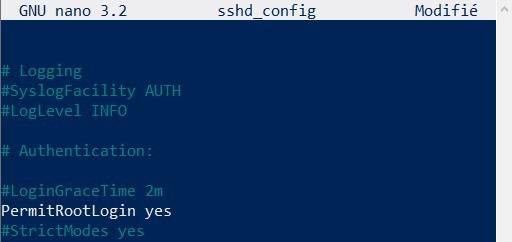 GNU nano 3.2 sshd_config Modifié
# Logging
#SyslogFacility AUTH
#LogLevel INFO
# Authentication:
#LoginGraceTime 2m
PermitRootLogin yes
#StrictModes yes